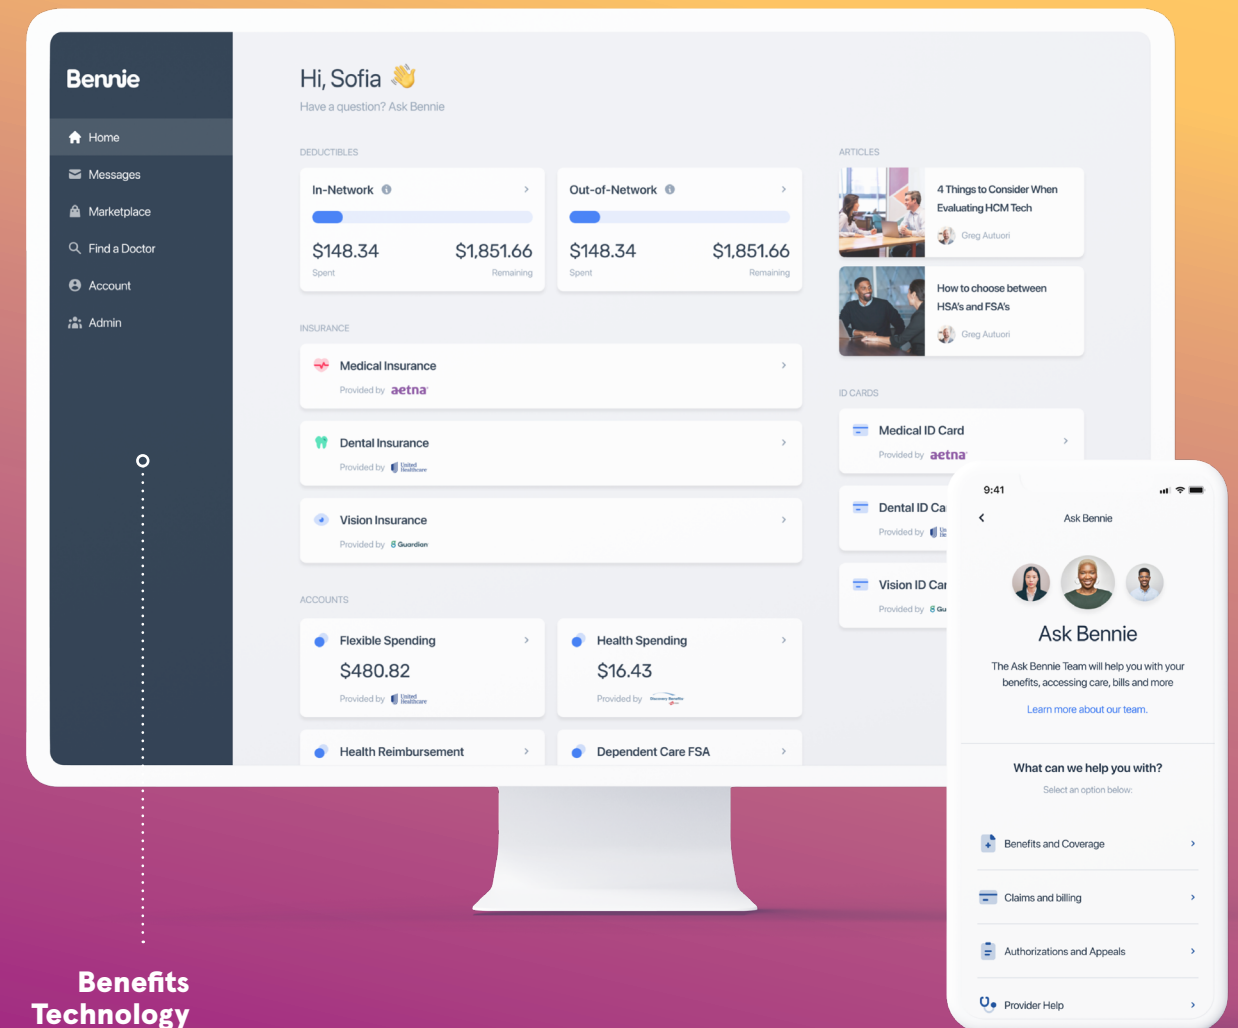 Bennie
Home
Messages
Marketplace
Find a Doctor
Account
Admin
Hi, Sofia 👋
Have a question? Ask Bennie
DEDUCTIBLES
In-Network
$148.34 $1,851.66
Spent Remaining
Out-of-Network
$148.34 $1,851.66
Spent Remaining
INSURANCE
Medical Insurance
Provided by aetna
Dental Insurance
Provided by United Healthcare
Vision Insurance
Provided by Guardian
ACCOUNTS
Flexible Spending
$480.82
Provided by United Healthcare
Health Spending
$16.43
Provided by Discovery Benefits
Health Reimbursement
Dependent Care FSA
ARTICLES
4 Things to Consider When
Evaluating HCM Tech
Greg Autuori
How to choose between
HSA's and FSA's
Greg Autuori
ID CARDS
Medical ID Card
Provided by aetna
Dental ID Ca
Provided by
Vision ID Car
Provided by Gu
9:41
Ask Bennie
Ask Bennie
The Ask Bennie Team will help you with your
benefits, accessing care, bills and more
Learn more about our team.
What can we help you with?
Select an option below:
Benefits and Coverage
Claims and billing
Authorizations and Appeals
Provider Help
Benefits
Technology